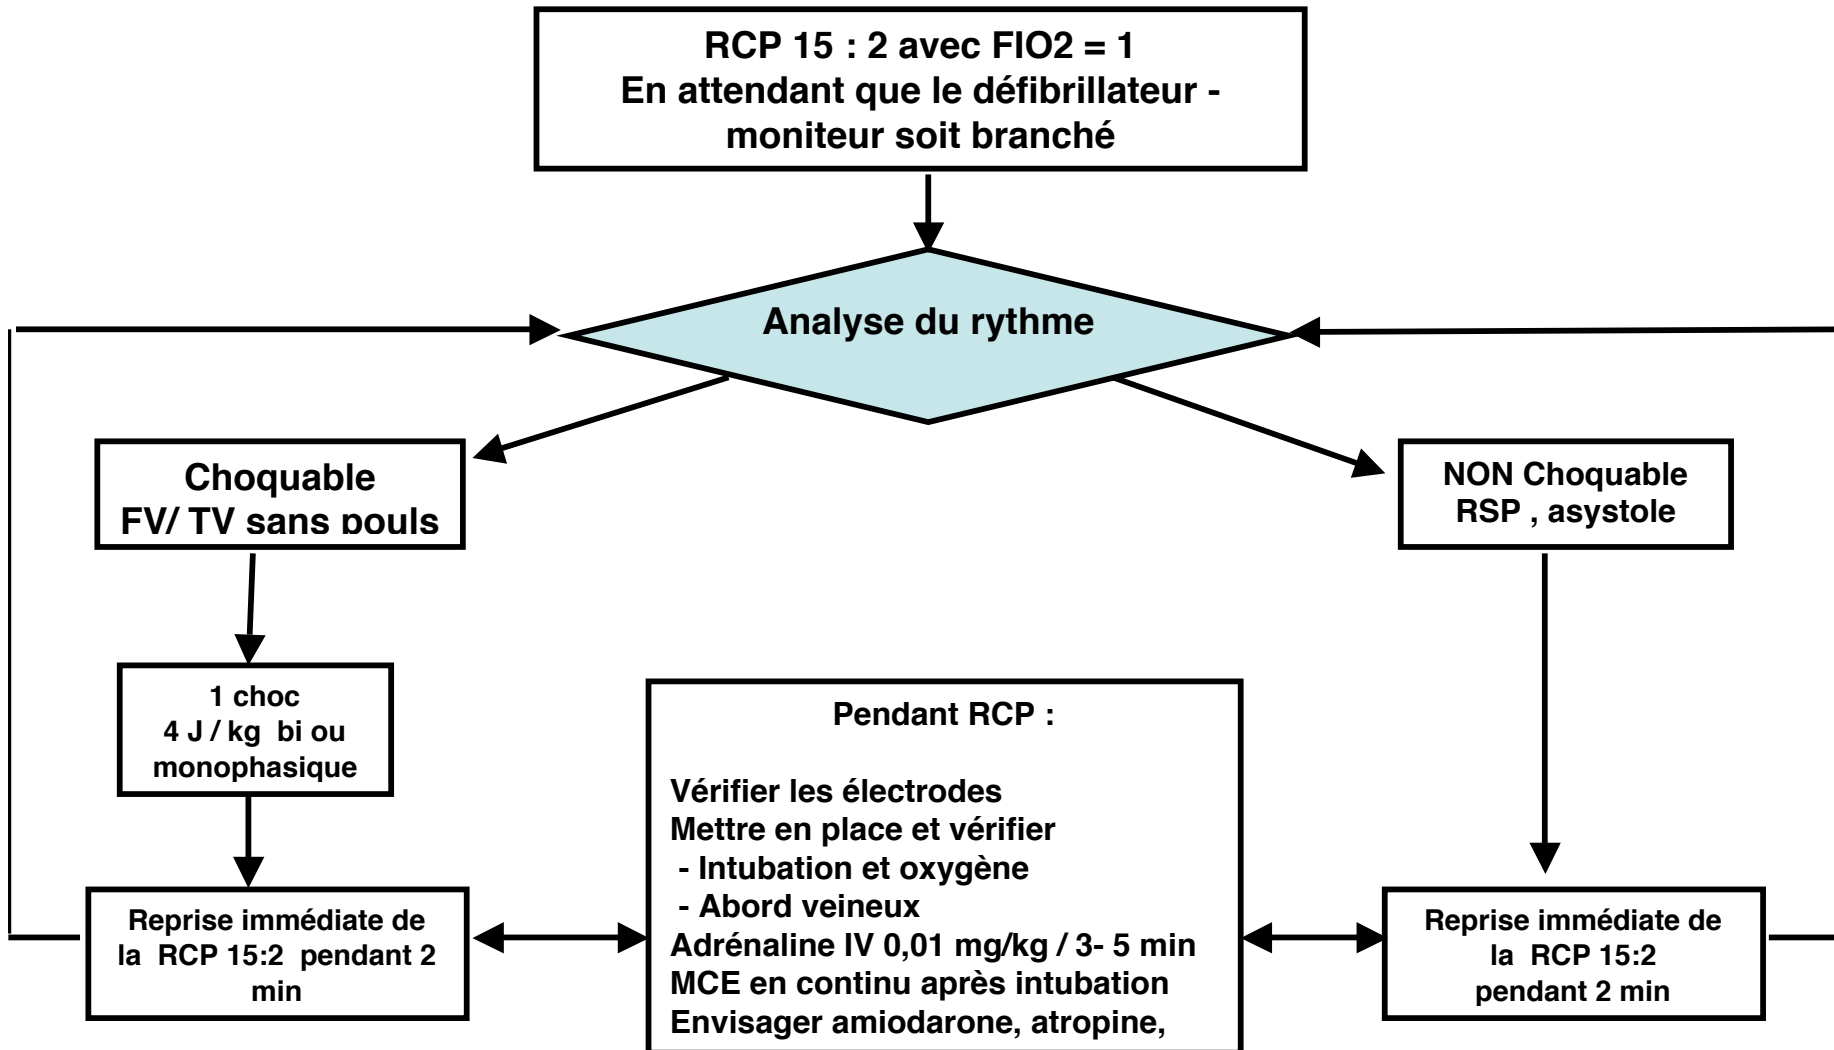 RCP 15 : 2 avec FIO2 = 1
En attendant que le défibrillateur -
moniteur soit branché
Analyse du rythme
Choquable
FV/ TV sans pouls
NON Choquable
RSP , asystole
1 choc
4 J / kg bi ou
monophasique
Pendant RCP :
Vérifier les électrodes
Mettre en place et vérifier
- Intubation et oxygène
- Abord veineux
Adrénaline IV 0,01 mg/kg / 3- 5 min
MCE en continu après intubation
Envisager amiodarone, atropine,
Reprise immédiate de
la RCP 15:2 pendant 2
min
Reprise immédiate de
la RCP 15:2
pendant 2 min